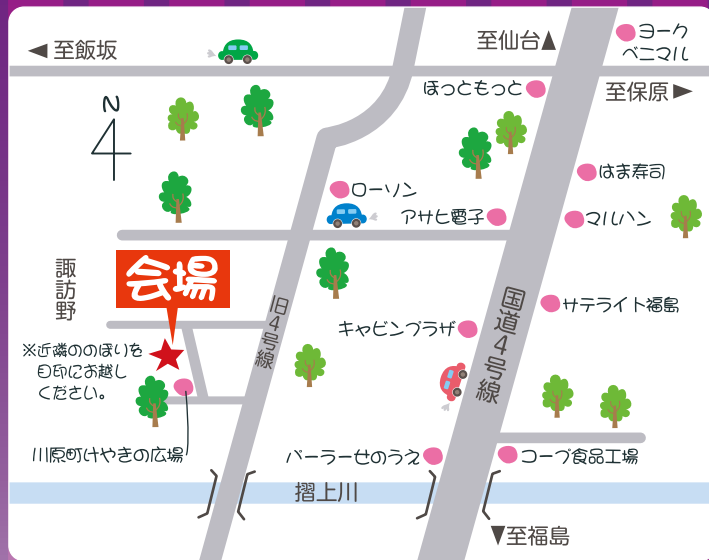 ◀ 至飯坂
至仙台▲
ヨーク
ベニマル
ほっともっと
至保原▶
N
はま寿司
ローソン
アサヒ電子
マルハン
諏訪野
会場
国道4号線
旧4号線
サテライト福島
キャビンプラザ
※近隣ののぼりを
目印にお越し
ください。
川原町けやきの広場
パーラーせのうえ
コープ食品工場
摺上川
▼至福島